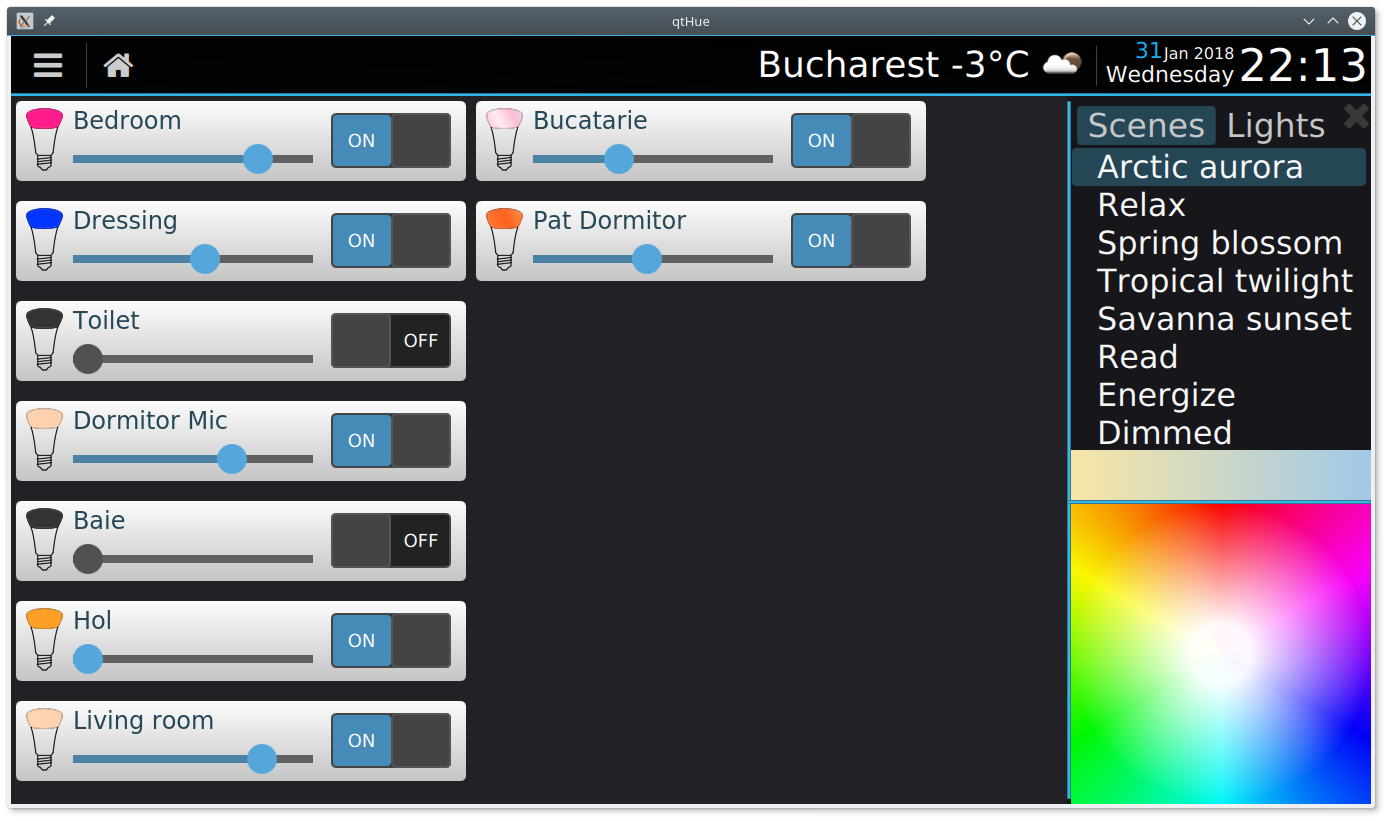 qtHue
Bucharest -3°C
31 Jan 2018
Wednesday
22:13
Bedroom
ON
Bucatarie
ON
Dressing
ON
Pat Dormitor
ON
Toilet
OFF
Dormitor Mic
ON
Baie
OFF
Hol
ON
Living room
ON
Scenes Lights
Arctic aurora
Relax
Spring blossom
Tropical twilight
Savanna sunset
Read
Energize
Dimmed